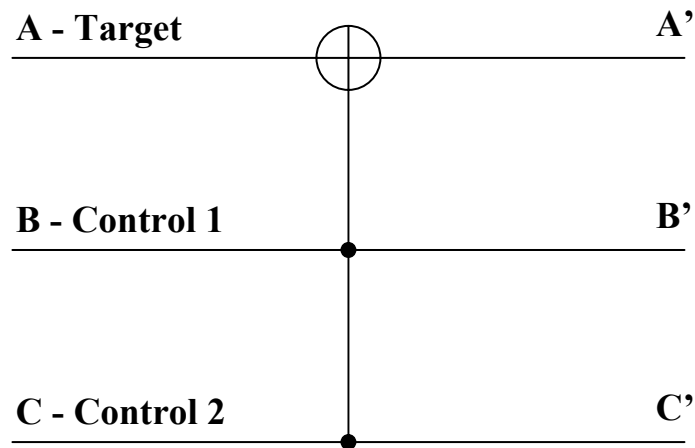 A - Target A’
B - Control 1 B’
C - Control 2 C’